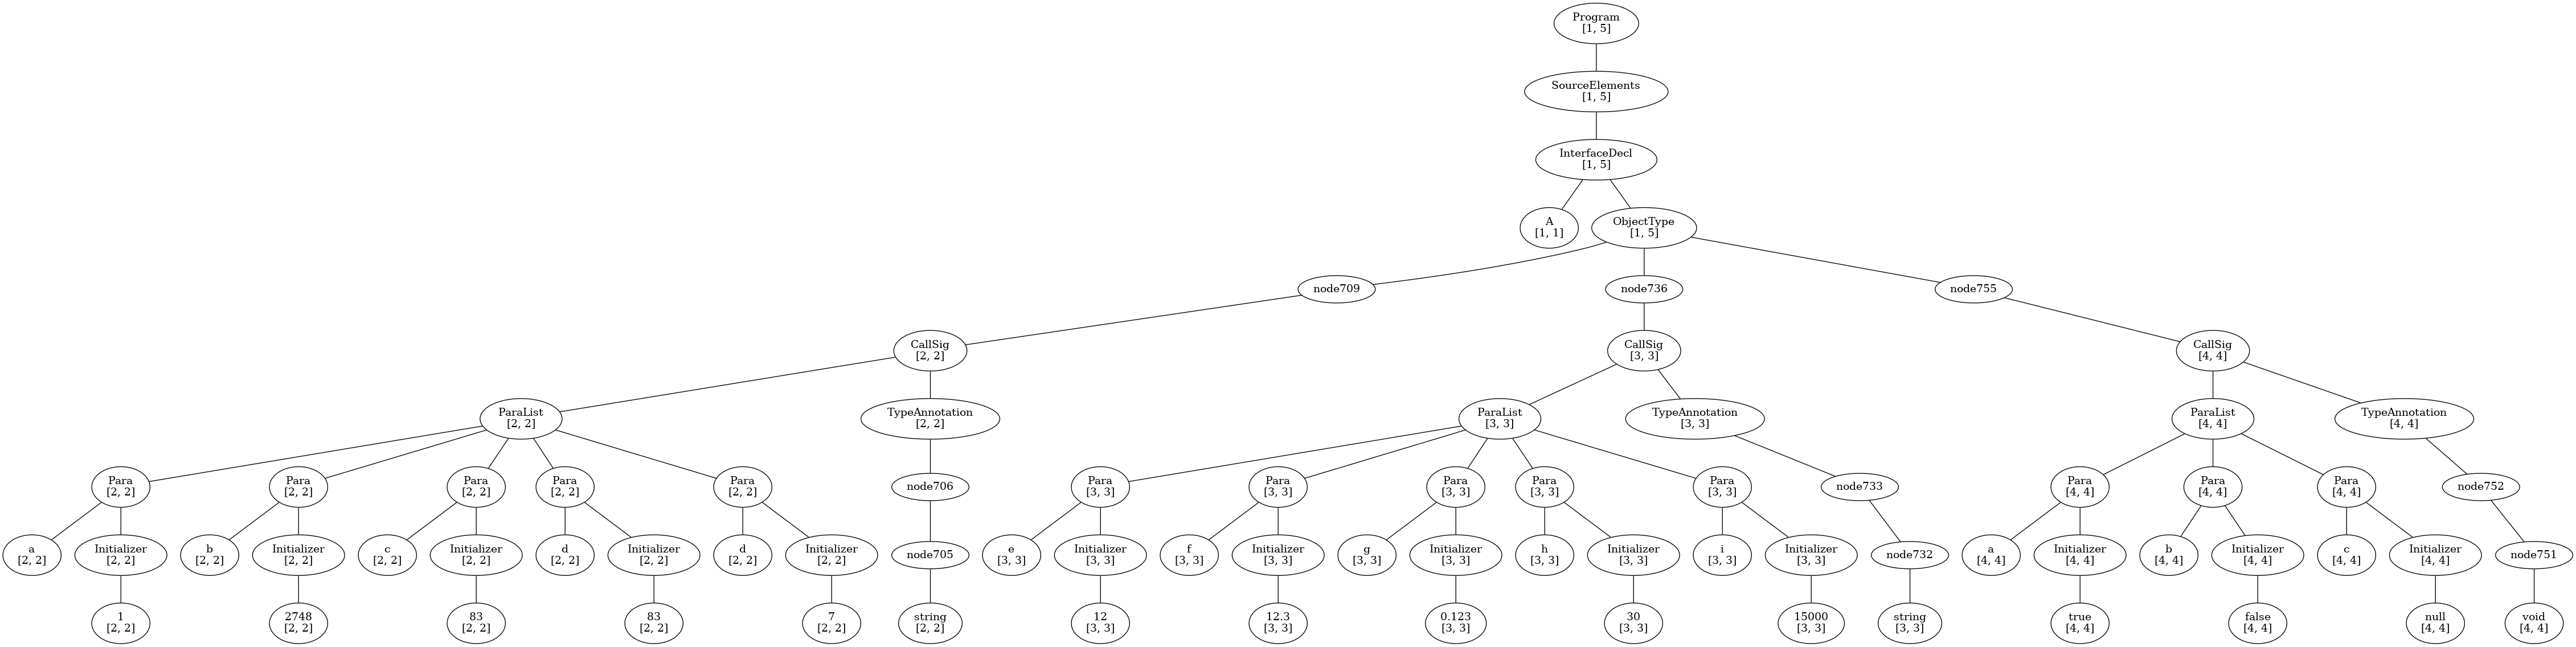 Program
[1, 5]
SourceElements
[1, 5]
InterfaceDecl
[1, 5]
A
[1, 1]
ObjectType
[1, 5]
node709
node736
node755
CallSig
[2, 2]
CallSig
[3, 3]
CallSig
[4, 4]
ParaList
[2, 2]
TypeAnnotation
[2, 2]
ParaList
[3, 3]
TypeAnnotation
[3, 3]
ParaList
[4, 4]
TypeAnnotation
[4, 4]
Para
[2, 2]
Para
[2, 2]
Para
[2, 2]
Para
[2, 2]
Para
[2, 2]
node706
Para
[3, 3]
Para
[3, 3]
Para
[3, 3]
Para
[3, 3]
Para
[3, 3]
node733
Para
[4, 4]
Para
[4, 4]
Para
[4, 4]
node752
a
[2, 2]
Initializer
[2, 2]
b
[2, 2]
Initializer
[2, 2]
c
[2, 2]
Initializer
[2, 2]
d
[2, 2]
Initializer
[2, 2]
d
[2, 2]
Initializer
[2, 2]
node705
e
[3, 3]
Initializer
[3, 3]
f
[3, 3]
Initializer
[3, 3]
g
[3, 3]
Initializer
[3, 3]
h
[3, 3]
Initializer
[3, 3]
i
[3, 3]
Initializer
[3, 3]
node732
a
[4, 4]
Initializer
[4, 4]
b
[4, 4]
Initializer
[4, 4]
c
[4, 4]
Initializer
[4, 4]
node751
1
[2, 2]
2748
[2, 2]
83
[2, 2]
83
[2, 2]
7
[2, 2]
string
[2, 2]
12
[3, 3]
12.3
[3, 3]
0.123
[3, 3]
30
[3, 3]
15000
[3, 3]
string
[3, 3]
true
[4, 4]
false
[4, 4]
null
[4, 4]
void
[4, 4]